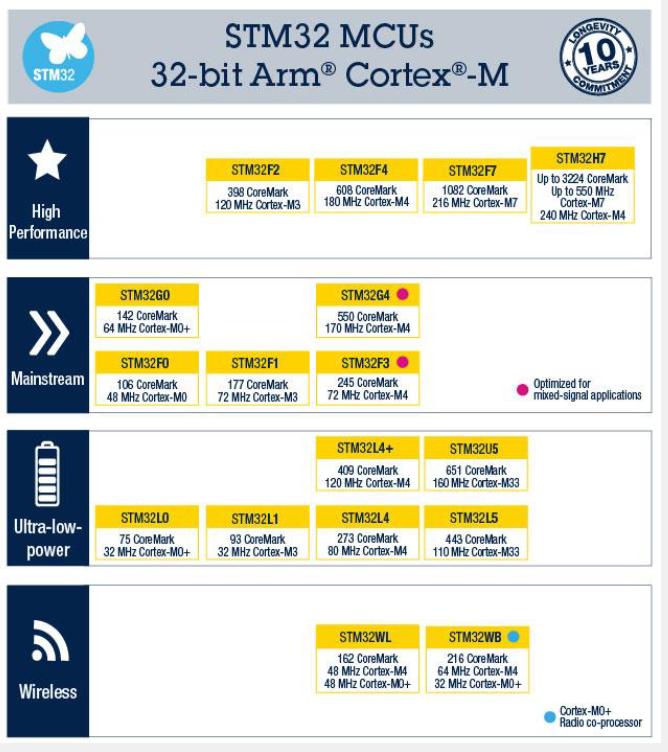 STM32
STM32 MCUs
32-bit Arm® Cortex®-M
LONGEVITY
10
YEARS
COMMITMENT
High
Performance
STM32F2
398 CoreMark
120 MHz Cortex-M3
STM32F4
608 CoreMark
180 MHz Cortex-M4
STM32F7
1082 CoreMark
216 MHz Cortex-M7
STM32H7
Up to 3224 CoreMark
Up to 550 MHz
Cortex-M7
240 MHz Cortex-M4
Mainstream
STM32G0
142 CoreMark
64 MHz Cortex-M0+
STM32G4
550 CoreMark
170 MHz Cortex-M4
STM32F0
106 CoreMark
48 MHz Cortex-M0
STM32F1
177 CoreMark
72 MHz Cortex-M3
STM32F3
245 CoreMark
72 MHz Cortex-M4
Optimized for
mixed-signal applications
Ultra-low-
power
STM32L4+
409 CoreMark
120 MHz Cortex-M4
STM32U5
651 CoreMark
160 MHz Cortex-M33
STM32L0
75 CoreMark
32 MHz Cortex-M0+
STM32L1
93 CoreMark
32 MHz Cortex-M3
STM32L4
273 CoreMark
80 MHz Cortex-M4
STM32L5
443 CoreMark
110 MHz Cortex-M33
Wireless
STM32WL
162 CoreMark
48 MHz Cortex-M4
48 MHz Cortex-M0+
STM32WB
216 CoreMark
64 MHz Cortex-M4
32 MHz Cortex-M0+
Cortex-M0+
Radio co-processor